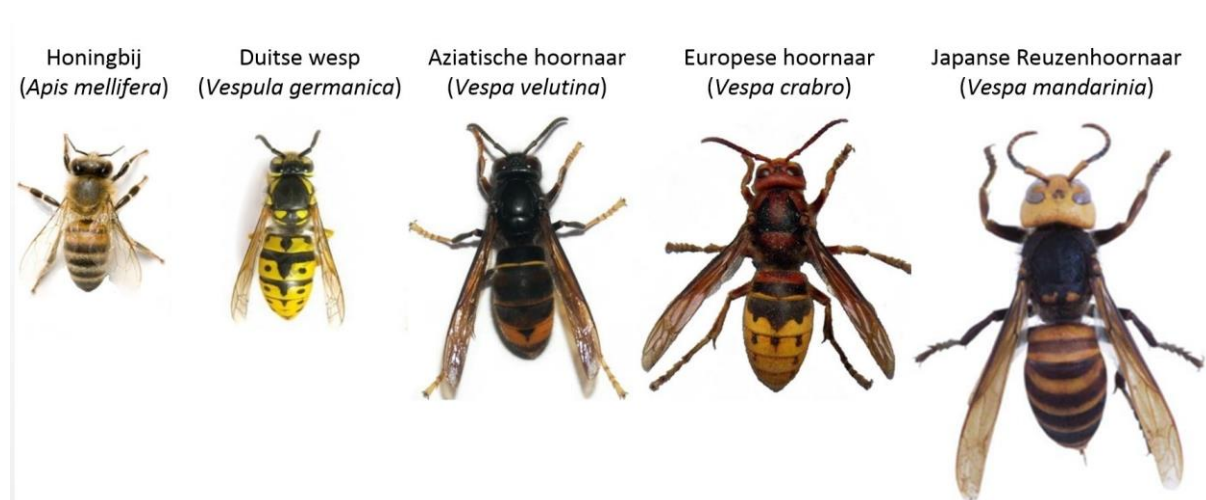 Honingbij
(Apis mellifera)
Duitse wesp
(Vespula germanica)
Aziatische hoornaar
(Vespa velutina)
Europese hoornaar
(Vespa crabro)
Japanse Reuzenhoornaar
(Vespa mandarinia)